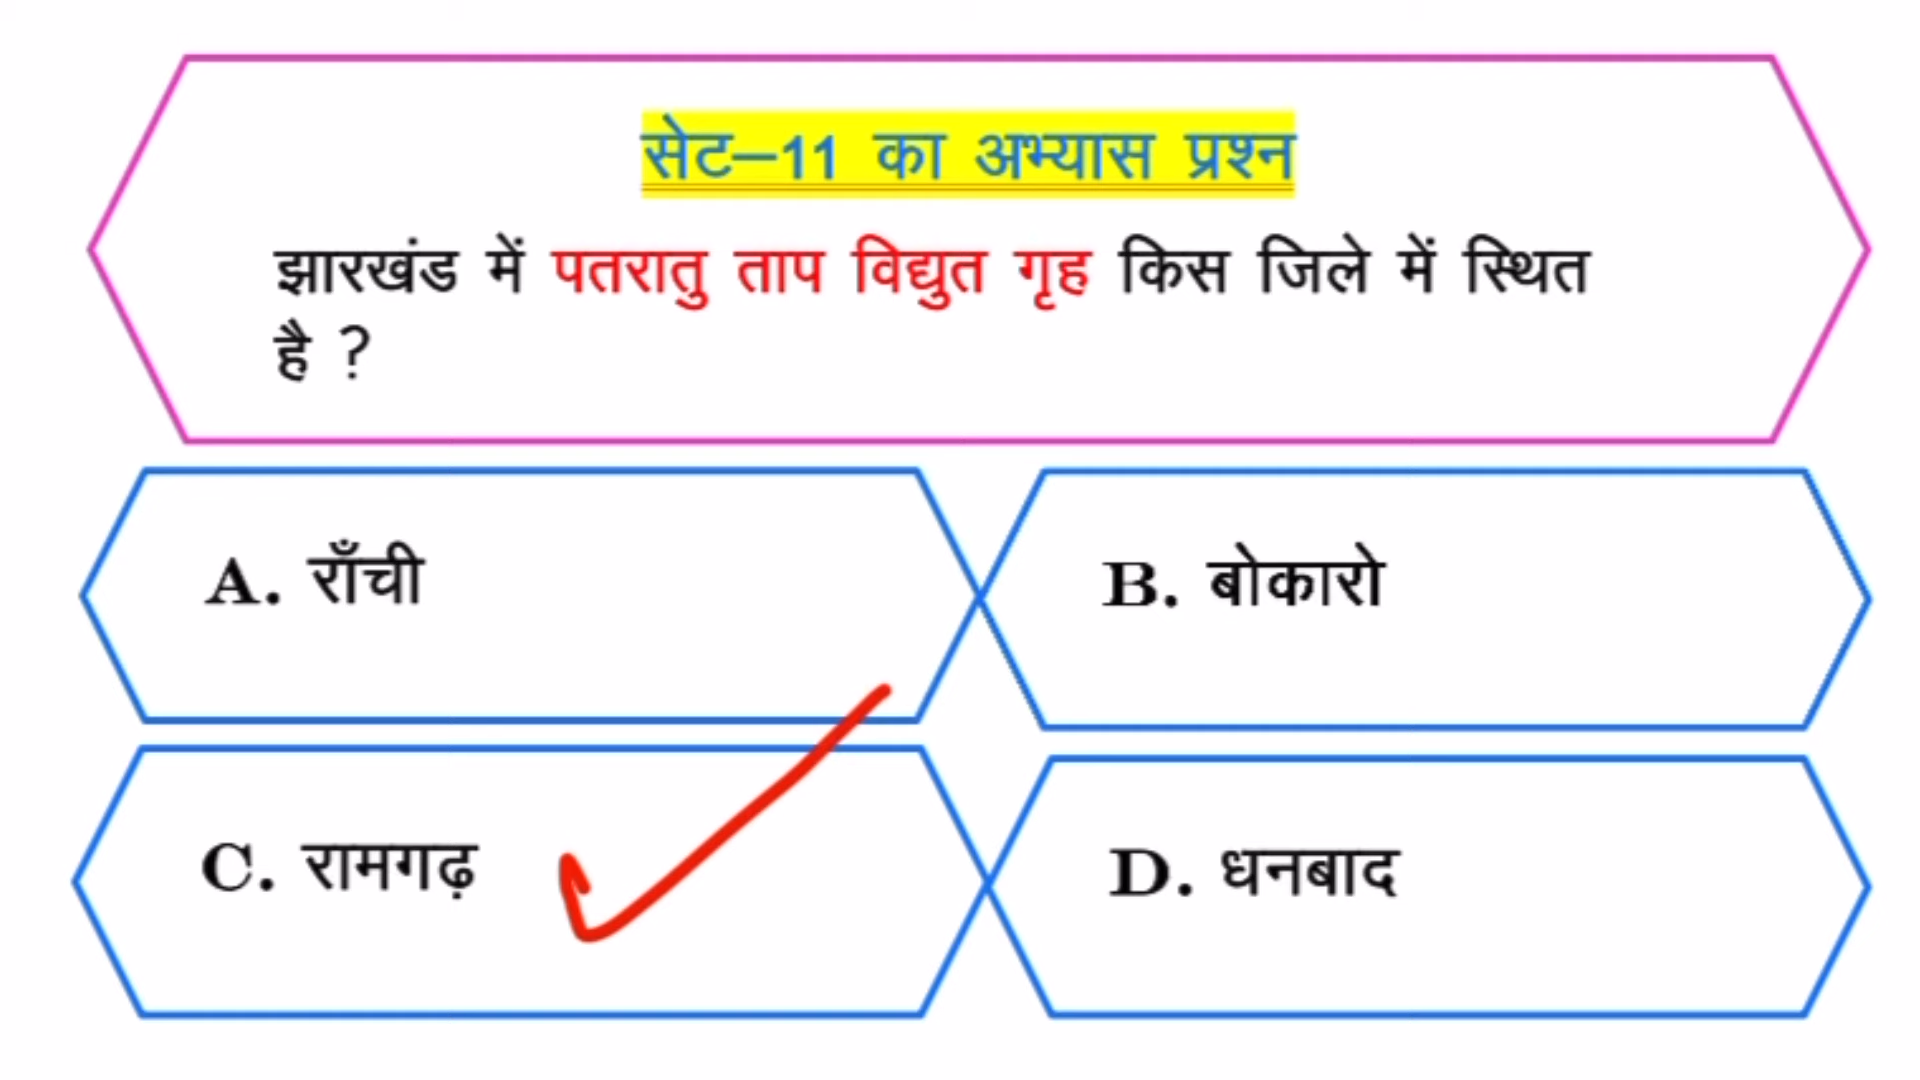 सेट–11 का अभ्यास प्रश्न
झारखंड में पतरातु ताप विद्युत गृह किस जिले में स्थित
है ?
A. राँची
B. बोकारो
C. रामगढ़
D. धनबाद